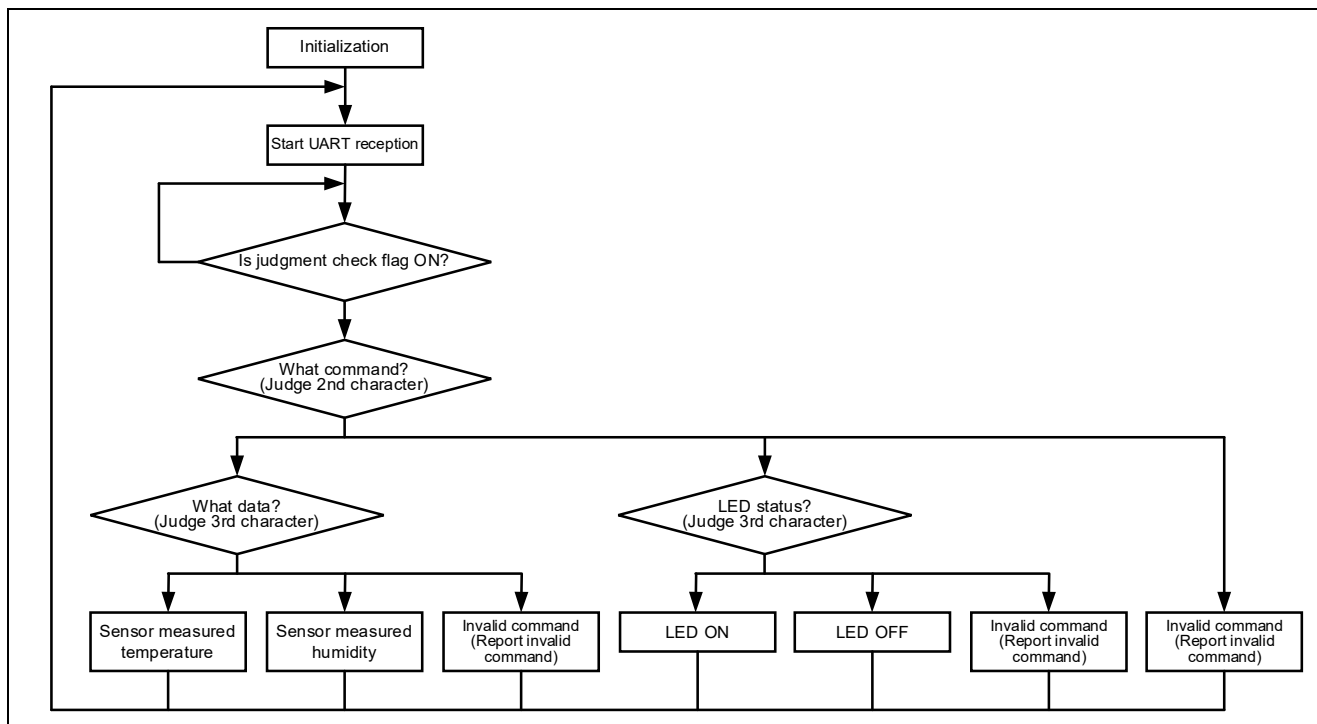 Initialization
Start UART reception
Is judgment check flag ON?
What command?
(Judge 2nd character)
What data?
(Judge 3rd character)
LED status?
(Judge 3rd character)
Sensor measured
temperature
Sensor measured
humidity
Invalid command
(Report invalid
command)
LED ON
LED OFF
Invalid command
(Report invalid
command)
Invalid command
(Report invalid
command)